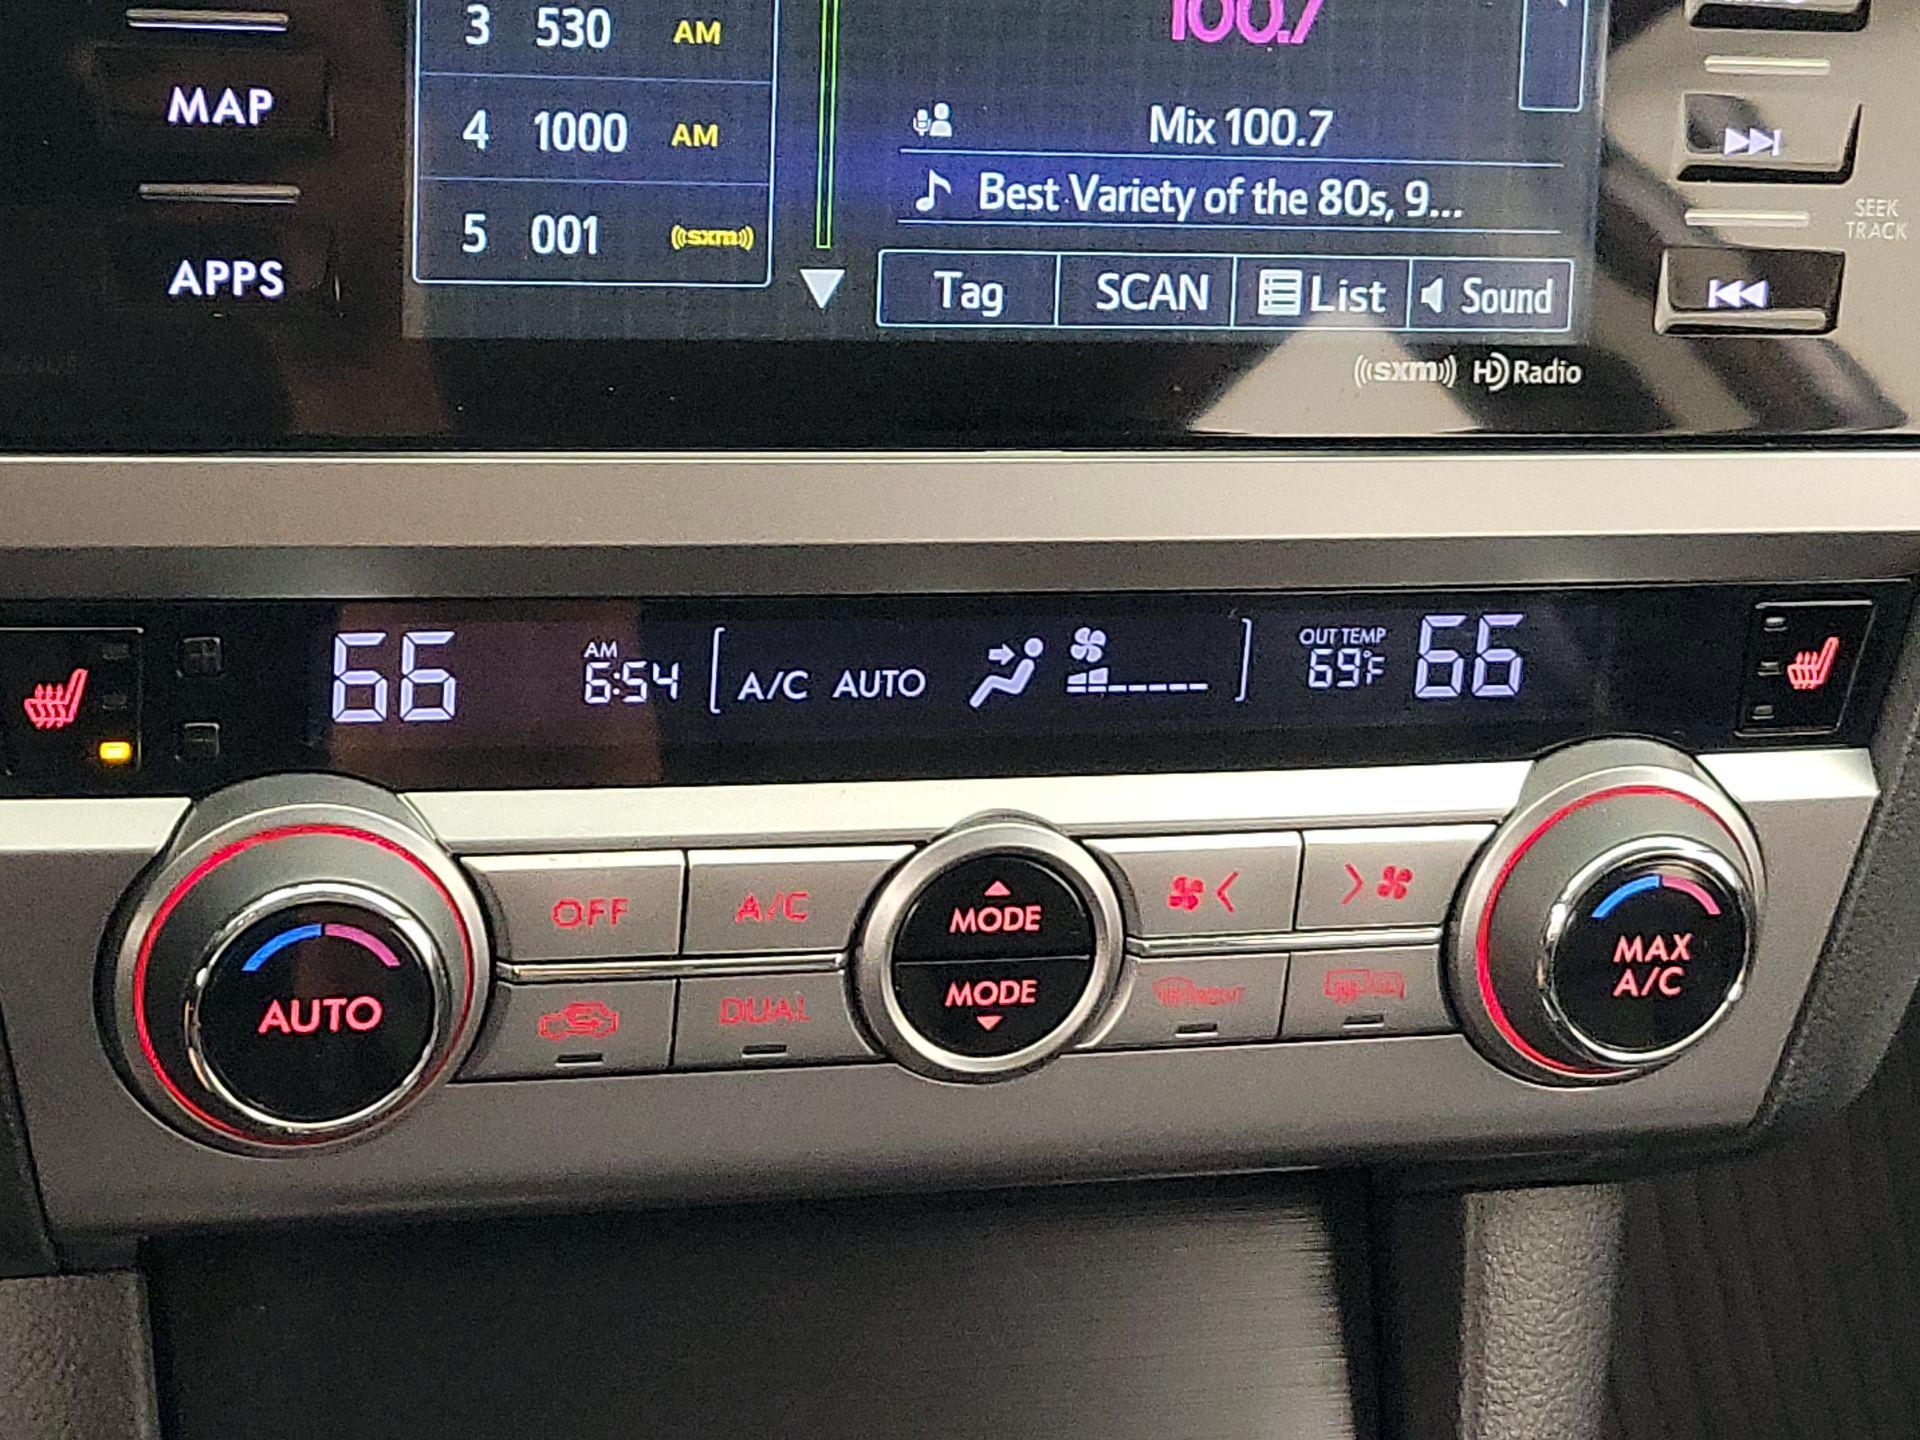 3 530 AM
100.7
MAP
4 1000 AM
Mix 100.7
Best Variety of the 80s, 9...
5 001 ((sxm))
SEEK
TRACK
APPS
Tag SCAN List Sound
((sxm)) HD Radio
66
AM
6:54
A/C AUTO
OUT TEMP
69°F
66
OFF A/C
MODE
MODE
DUAL
AUTO
MAX
A/C